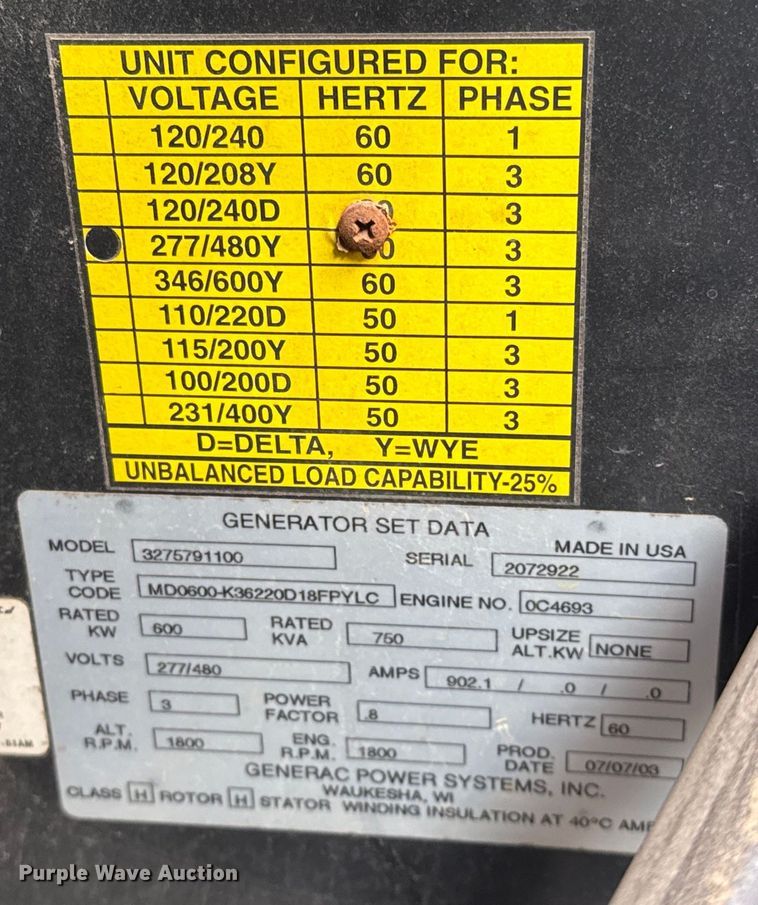 UNIT CONFIGURED FOR:
VOLTAGE HERTZ PHASE
120/240 60 1
120/208Y 60 3
120/240D 0 3
277/480Y 0 3
346/600Y 60 3
110/220D 50 1
115/200Y 50 3
100/200D 50 3
231/400Y 50 3
D=DELTA, Y=WYE
UNBALANCED LOAD CAPABILITY-25%
GENERATOR SET DATA
MADE IN USA
MODEL 3275791100 SERIAL 2072922
TYPE CODE MD0600-K36220D18FPYLC ENGINE NO. 0C4693
RATED KW 600 RATED KVA 750 UPSIZE ALT.KW NONE
VOLTS 277/480 AMPS 902.1 / .0 / .0
PHASE 3 POWER FACTOR .8 HERTZ 60
ALT. R.P.M. 1800 ENG. R.P.M. 1800 PROD. DATE 07/07/03
GENERAC POWER SYSTEMS, INC.
WAUKESHA, WI
CLASS H ROTOR H STATOR WINDING INSULATION AT 40°C AM
Purple Wave Auction